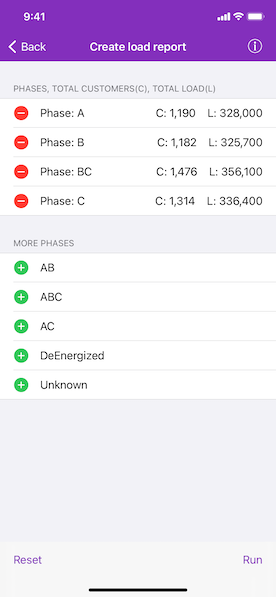 9:41
Back Create load report
PHASES, TOTAL CUSTOMERS(C), TOTAL LOAD(L)
Phase: A C: 1,190 L: 328,000
Phase: B C: 1,182 L: 325,700
Phase: BC C: 1,476 L: 356,100
Phase: C C: 1,314 L: 336,400
MORE PHASES
AB
ABC
AC
DeEnergized
Unknown
Reset Run